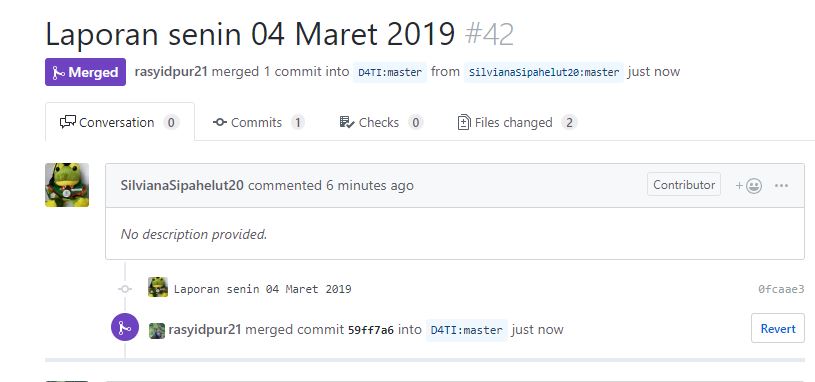 Laporan senin 04 Maret 2019 #42
Merged rasyidpur21 merged 1 commit into D4TI:master from SilvianaSipahelut20:master just now
Conversation 0 Commits 1 Checks 0 Files changed 2
SilvianaSipahelut20 commented 6 minutes ago Contributor + ...
No description provided.
Laporan senin 04 Maret 2019 0fcaae3
rasyidpur21 merged commit 59ff7a6 into D4TI:master just now Revert